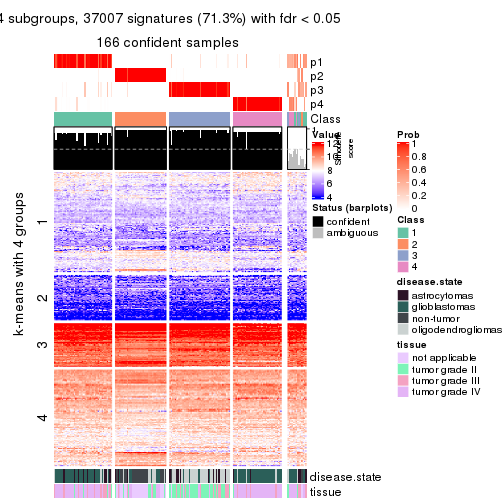 4 subgroups, 37007 signatures (71.3%) with fdr < 0.05
166 confident samples
p1
p2
p3
p4
Class
1
2
3
4
k-means with 4 groups
disease.state
tissue
Value
12
10
8
6
4
Silhouette
score
Status (barplots)
confident
ambiguous
Prob
1
0.8
0.6
0.4
0.2
0
Class
1
2
3
4
disease.state
astrocytomas
glioblastomas
non-tumor
oligodendrogliomas
tissue
not applicable
tumor grade II
tumor grade III
tumor grade IV